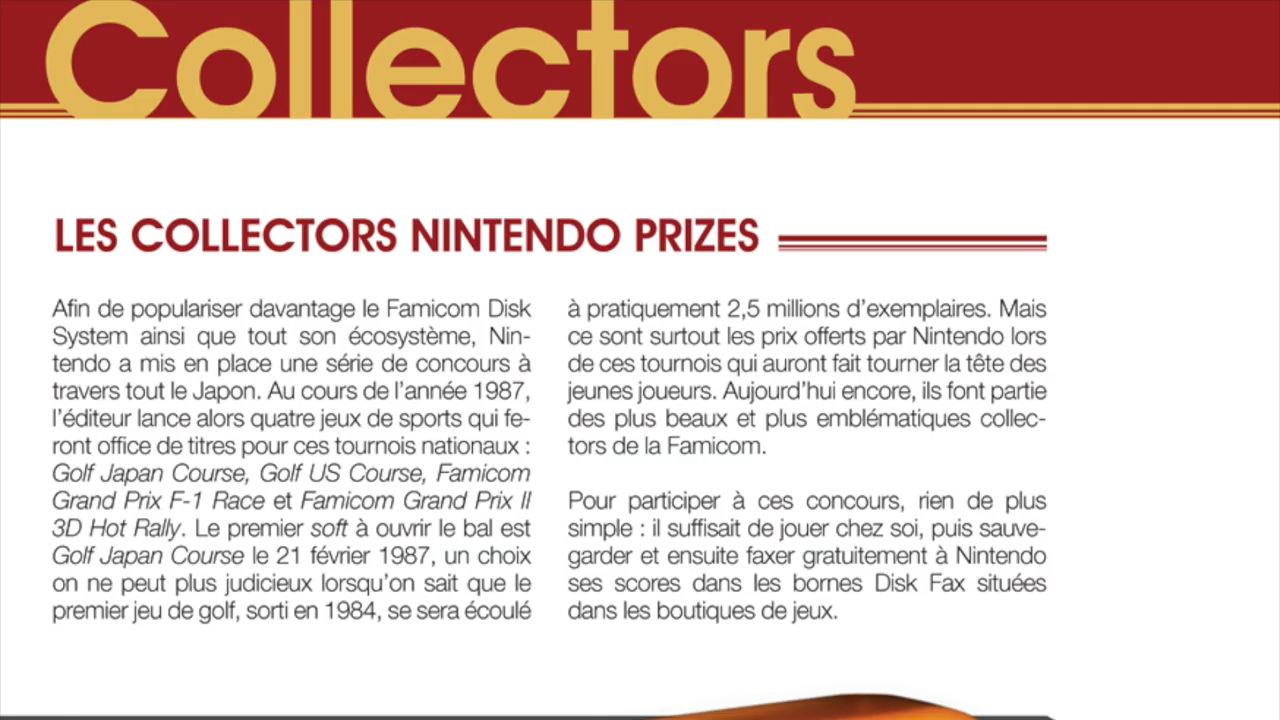 Collectors
LES COLLECTORS NINTENDO PRIZES
Afin de populariser davantage le Famicom Disk
System ainsi que tout son écosystème, Nin-
tendo a mis en place une série de concours à
travers tout le Japon. Au cours de l’année 1987,
l’éditeur lance alors quatre jeux de sports qui fe-
ront office de titres pour ces tournois nationaux :
Golf Japan Course, Golf US Course, Famicom
Grand Prix F-1 Race et Famicom Grand Prix II
3D Hot Rally. Le premier soft à ouvrir le bal est
Golf Japan Course le 21 février 1987, un choix
on ne peut plus judicieux lorsqu’on sait que le
premier jeu de golf, sorti en 1984, se sera écoulé
à pratiquement 2,5 millions d’exemplaires. Mais
ce sont surtout les prix offerts par Nintendo lors
de ces tournois qui auront fait tourner la tête des
jeunes joueurs. Aujourd’hui encore, ils font partie
des plus beaux et plus emblématiques collec-
tors de la Famicom.
Pour participer à ces concours, rien de plus
simple : il suffisait de jouer chez soi, puis sauve-
garder et ensuite faxer gratuitement à Nintendo
ses scores dans les bornes Disk Fax situées
dans les boutiques de jeux.